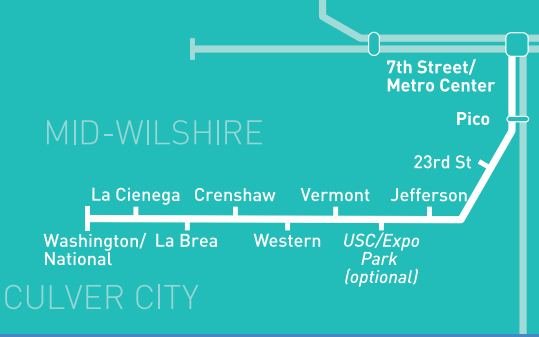 7th Street/
Metro Center
Pico
MID-WILSHIRE
23rd St
La Cienega
Crenshaw
Vermont
Jefferson
Washington/
National
La Brea
Western
USC/Expo
Park
(optional)
CULVER CITY